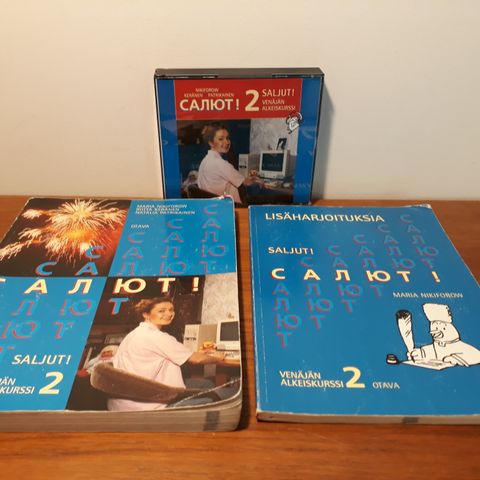 NIKIFOROW
KERÄNEN PATRIKAINEN
САЛЮТ! 2
SALJUT!
VENÄJÄN
ALKEISKURSSI
MARIA NIKIFOROW
RIITTA KERÄNEN
NATALIA PATRIKAINEN
OTAVA
САЛЮТ!
SALJUT!
VENÄJÄN
ALKEISKURSSI 2
LISÄHARJOITUKSIA
SALJUT!
САЛЮТ!
MARIA NIKIFOROW
VENÄJÄN
ALKEISKURSSI 2 OTAVA